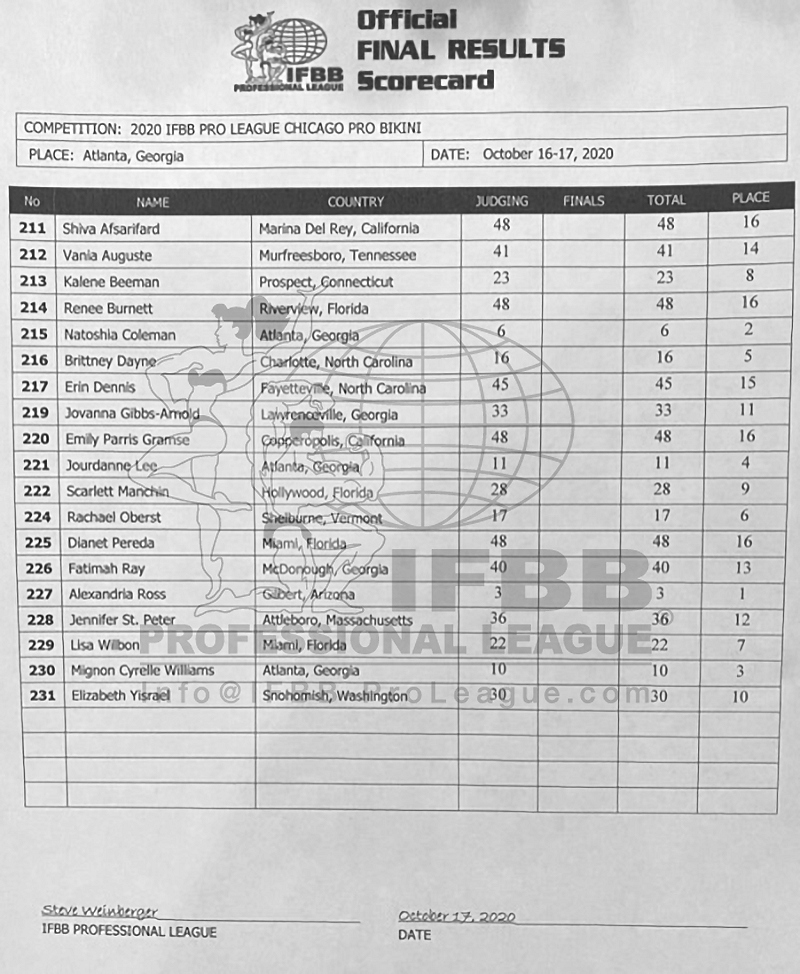 Official
FINAL RESULTS
Scorecard
IFBB
PROFESSIONAL LEAGUE
COMPETITION: 2020 IFBB PRO LEAGUE CHICAGO PRO BIKINI
PLACE: Atlanta, Georgia DATE: October 16-17, 2020
No NAME COUNTRY JUDGING FINALS TOTAL PLACE
211 Shiva Afsarifard Marina Del Rey, California 48 48 16
212 Vania Auguste Murfreesboro, Tennessee 41 41 14
213 Kalene Beeman Prospect, Connecticut 23 23 8
214 Renee Burnett Riverview, Florida 48 48 16
215 Natoshia Coleman Atlanta, Georgia 6 6 2
216 Brittney Dayne Charlotte, North Carolina 16 16 5
217 Erin Dennis Fayetteville, North Carolina 45 45 15
219 Jovanna Gibbs-Arnold Lawrenceville, Georgia 33 33 11
220 Emily Parris Gramse Copperopolis, California 48 48 16
221 Jourdanne Lee Atlanta, Georgia 11 11 4
222 Scarlett Manchin Hollywood, Florida 28 28 9
224 Rachael Oberst Shelburne, Vermont 17 17 6
225 Dianet Pereda Miami, Florida 48 48 16
226 Fatimah Ray McDonough, Georgia 40 40 13
227 Alexandria Ross Gilbert, Arizona 3 3 1
228 Jennifer St. Peter Attleboro, Massachusetts 36 36 12
229 Lisa Wilbon Miami, Florida 22 22 7
230 Mignon Cyrelle Williams Atlanta, Georgia 10 10 3
231 Elizabeth Yisrael Snohomish, Washington 30 30 10
IFBB
PROFESSIONAL LEAGUE
Info@IFBBProLeague.com
Steve Weinberger October 17, 2020
IFBB PROFESSIONAL LEAGUE DATE